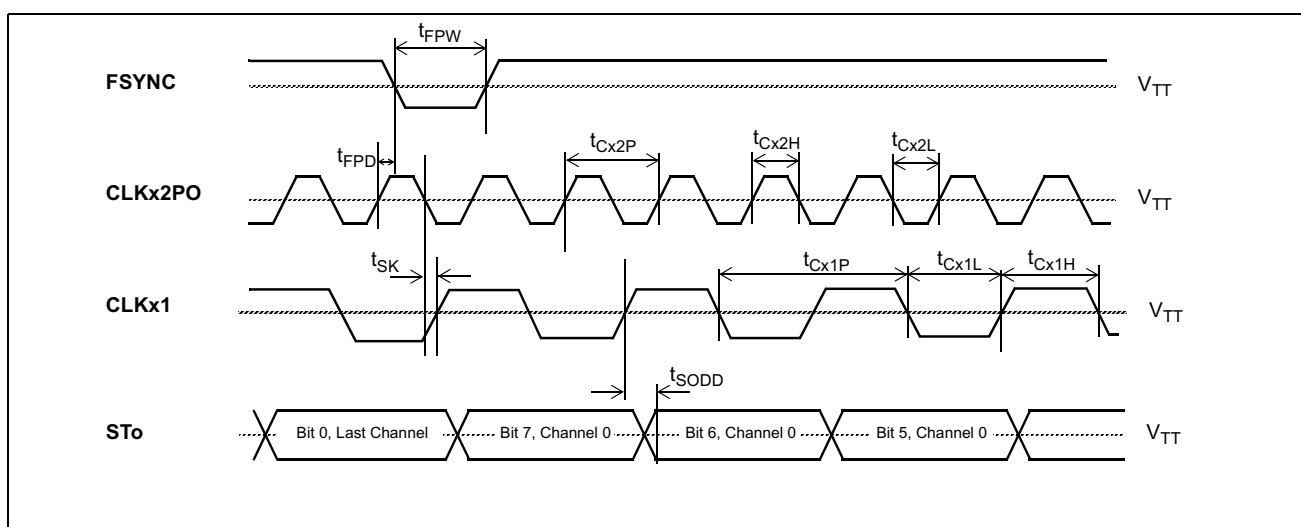 tFPW
FSYNC
VTT
tFPD
tCx2P
tCx2H
tCx2L
CLKx2PO
VTT
tSK
tCx1P
tCx1L
tCx1H
CLKx1
VTT
tSODD
STo
Bit 0, Last Channel
Bit 7, Channel 0
Bit 6, Channel 0
Bit 5, Channel 0
VTT